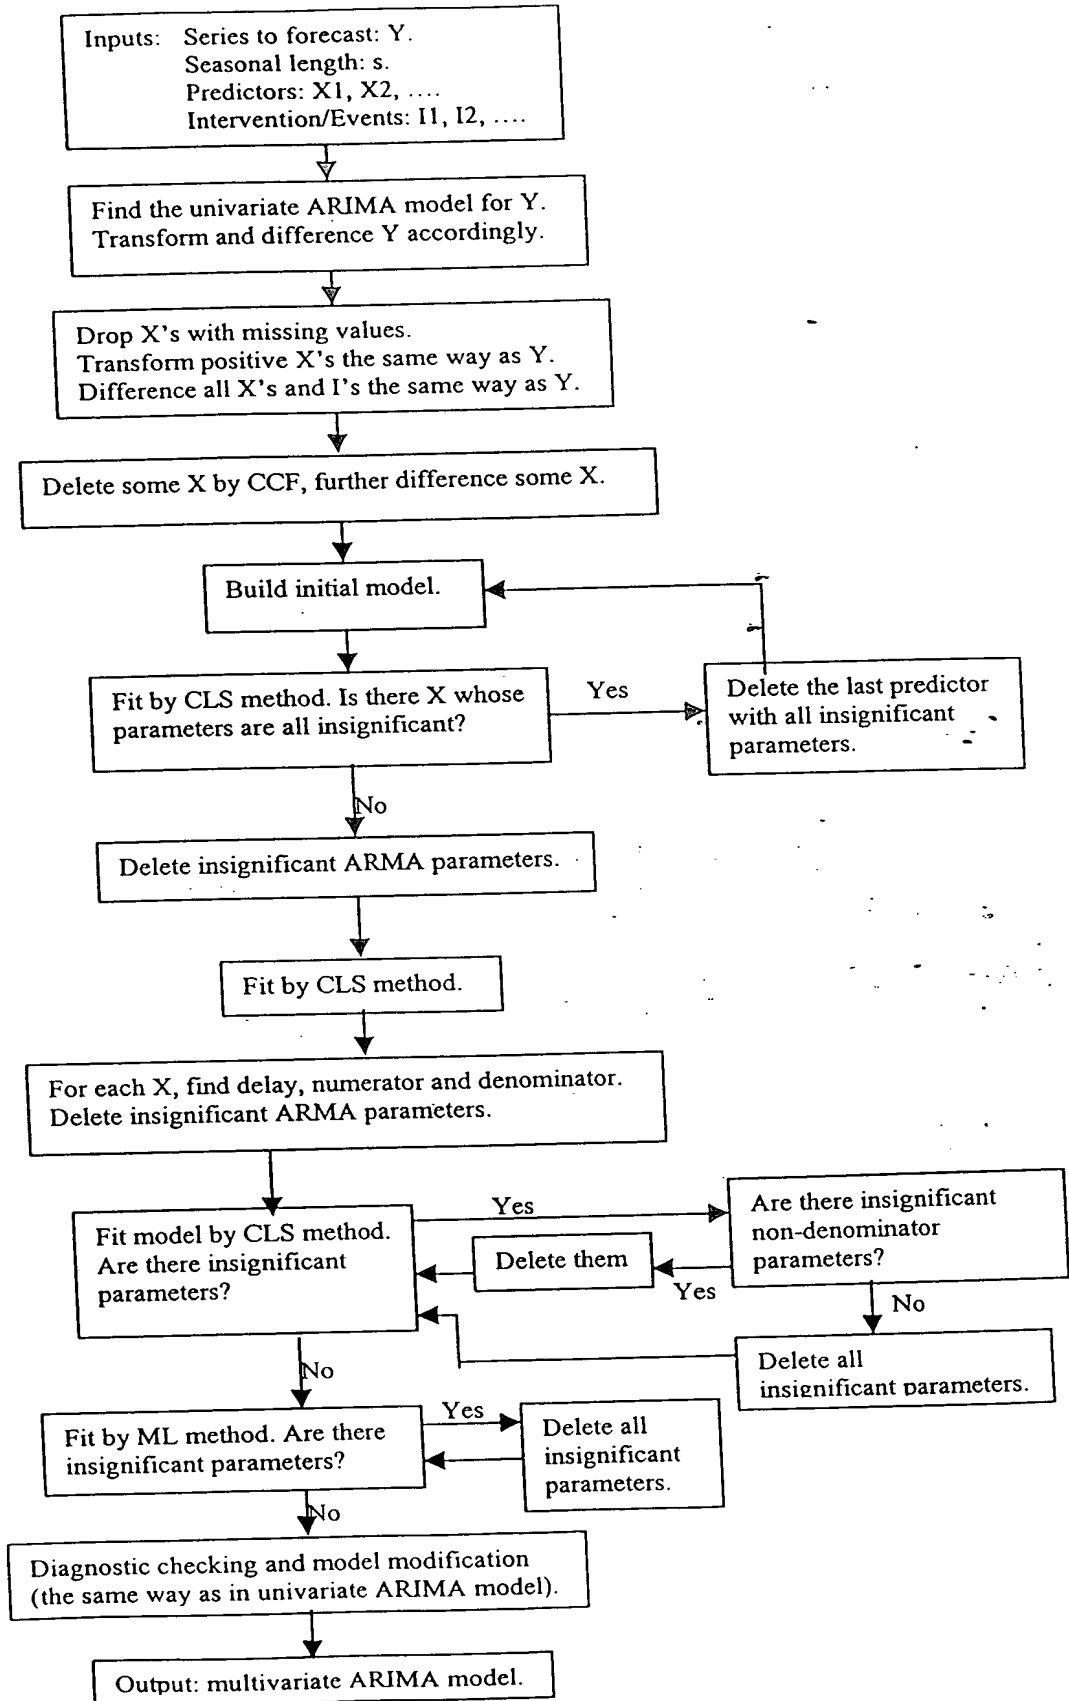 Inputs: Series to forecast: Y.
Seasonal length: s.
Predictors: X1, X2, ....
Intervention/Events: I1, I2, ....
Find the univariate ARIMA model for Y.
Transform and difference Y accordingly.
Drop X's with missing values.
Transform positive X's the same way as Y.
Difference all X's and I's the same way as Y.
Delete some X by CCF, further difference some X.
Build initial model.
Fit by CLS method. Is there X whose
parameters are all insignificant?
Yes
Delete the last predictor
with all insignificant
parameters.
No
Delete insignificant ARMA parameters.
Fit by CLS method.
For each X, find delay, numerator and denominator.
Delete insignificant ARMA parameters.
Fit model by CLS method.
Are there insignificant
parameters?
Yes
Are there insignificant
non-denominator
parameters?
Yes
Delete them
No
Delete all
insignificant parameters.
No
Fit by ML method. Are there
insignificant parameters?
Yes
Delete all
insignificant
parameters.
No
Diagnostic checking and model modification
(the same way as in univariate ARIMA model).
Output: multivariate ARIMA model.